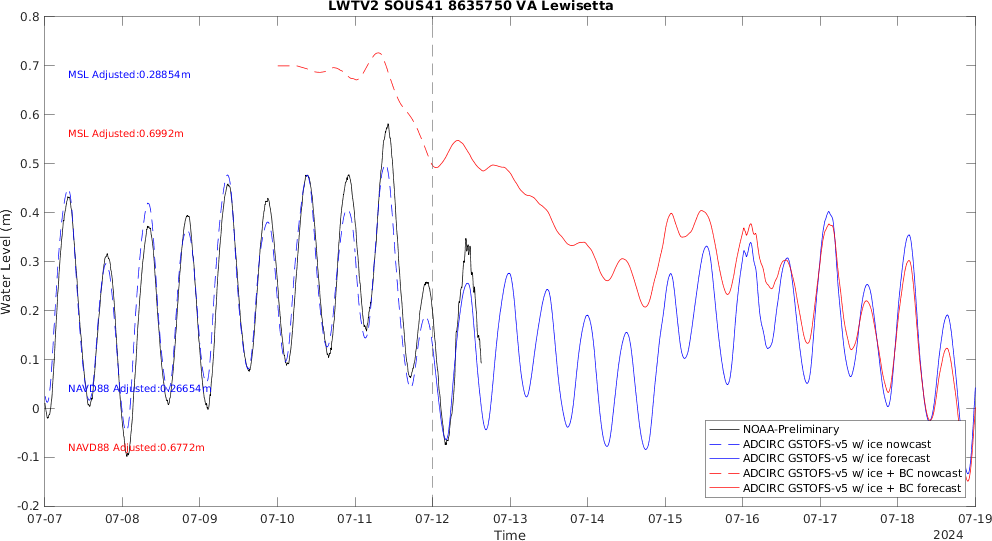 LWTV2 SOUS41 8635750 VA Lewisetta
0.8
0.7
0.6
0.5
0.4
0.3
0.2
0.1
0
-0.1
-0.2
Water Level (m)
MSL Adjusted:0.28854m
MSL Adjusted:0.6992m
NAVD88 Adjusted:0.26654m
NAVD88 Adjusted:0.6772m
NOAA-Preliminary
ADCIRC GSTOFS-v5 w/ ice nowcast
ADCIRC GSTOFS-v5 w/ ice forecast
ADCIRC GSTOFS-v5 w/ice + BC nowcast
ADCIRC GSTOFS-v5 w/ice + BC forecast
07-07 07-08 07-09 07-10 07-11 07-12 07-13 07-14 07-15 07-16 07-17 07-18 07-19
Time
2024